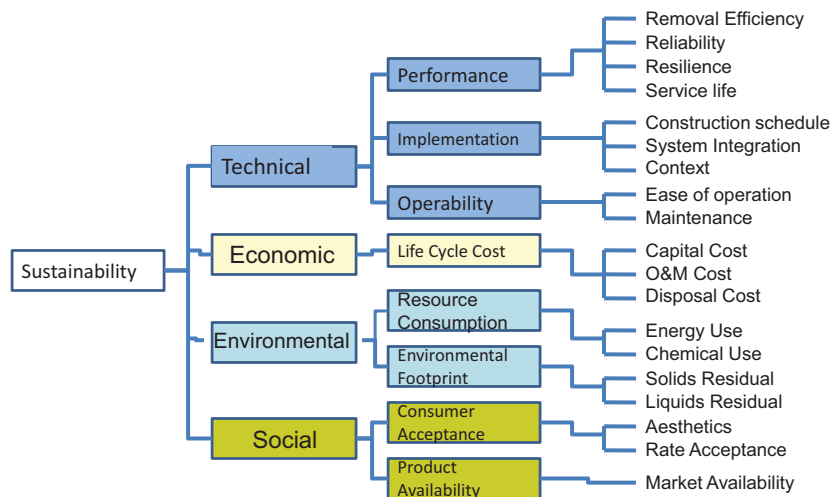 Sustainability
Technical
Performance
Removal Efficiency
Reliability
Resilience
Service life
Implementation
Construction schedule
System Integration
Context
Operability
Ease of operation
Maintenance
Economic
Life Cycle Cost
Capital Cost
O&M Cost
Disposal Cost
Environmental
Resource
Consumption
Energy Use
Chemical Use
Environmental
Footprint
Solids Residual
Liquids Residual
Social
Consumer
Acceptance
Aesthetics
Rate Acceptance
Product
Availability
Market Availability